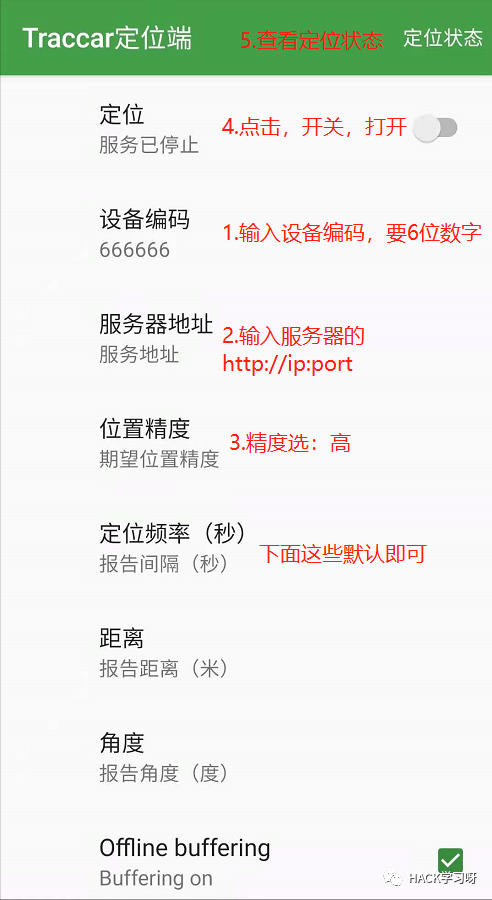 Traccar定位端 5.查看定位状态 定位状态
定位 4.点击，开关，打开
服务已停止
设备编码 1.输入设备编码，要6位数字
666666
服务器地址 2.输入服务器的
服务地址 http://ip:port
位置精度 3.精度选：高
期望位置精度
定位频率（秒） 下面这些默认即可
报告间隔（秒）
距离
报告距离（米）
角度
报告角度（度）
Offline buffering
Buffering on
HACK学习呀